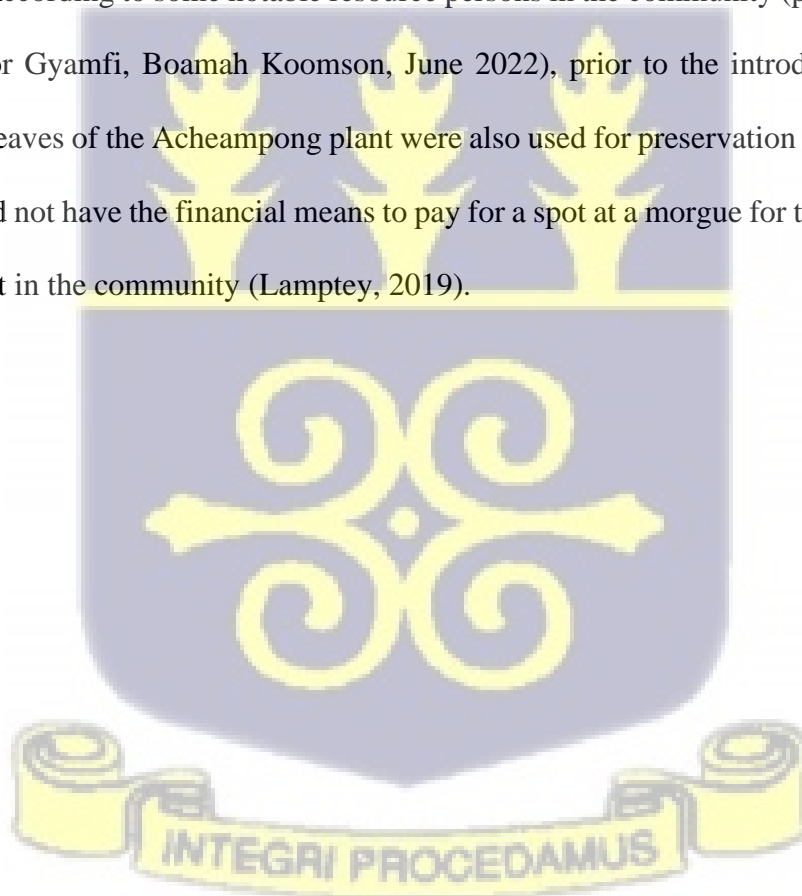 according to some notable resource persons in the community (p
or Gyamfi, Boamah Koomson, June 2022), prior to the introd
eaves of the Acheampong plant were also used for preservation
d not have the financial means to pay for a spot at a morgue for t
t in the community (Lamptey, 2019).
INTEGRI PROCEDAMUS